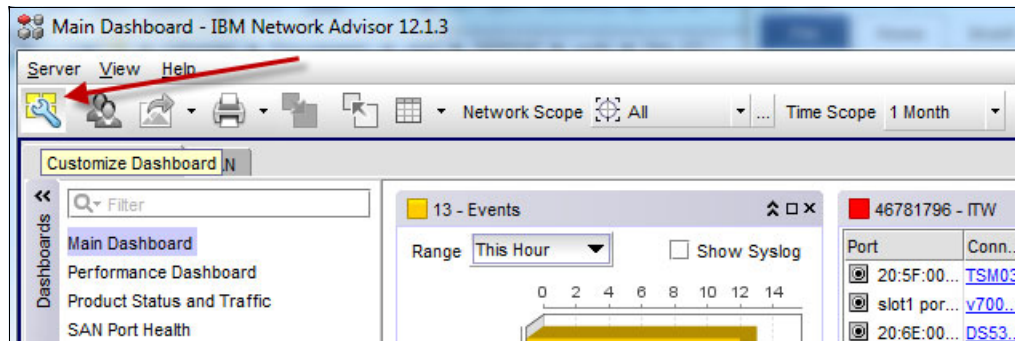 Main Dashboard - IBM Network Advisor 12.1.3
Server View Help
Network Scope All ... Time Scope 1 Month
Customize Dashboard N
Dashboards
Filter
Main Dashboard
Performance Dashboard
Product Status and Traffic
SAN Port Health
13 - Events
Range This Hour Show Syslog
0 2 4 6 8 10 12 14
46781796 - ITW
Port Conn..
20:5F:00... TSM03
slot1 por... v700...
20:6E:00... DS53..